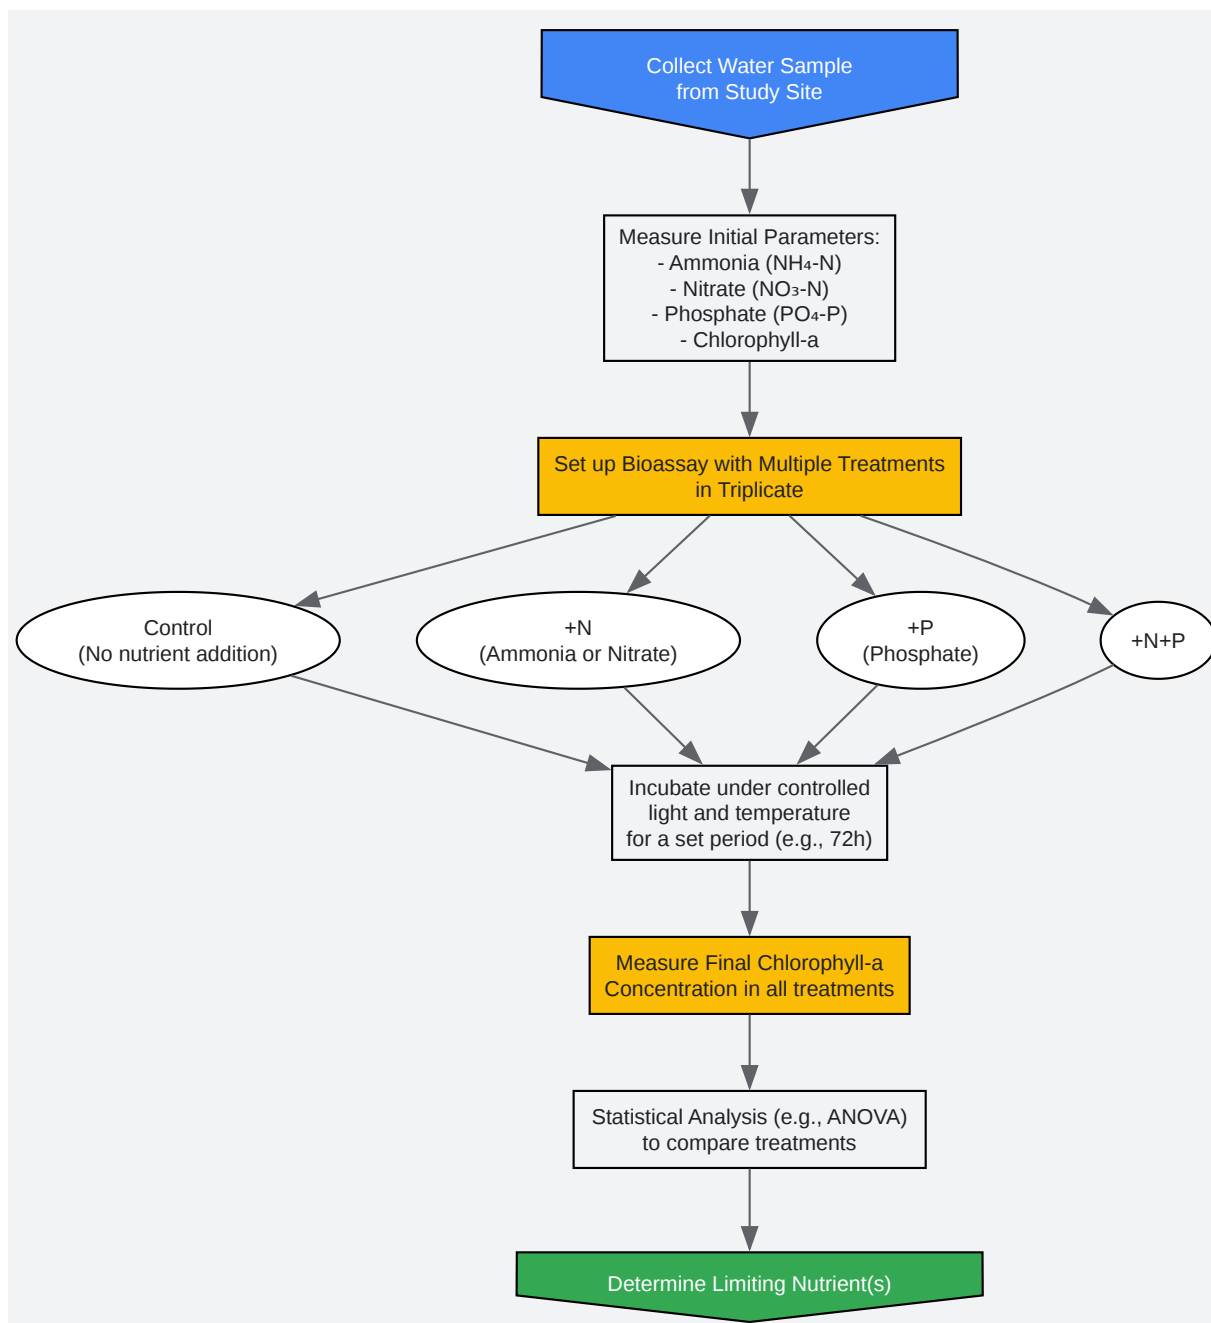 Collect Water Sample
from Study Site
Measure Initial Parameters:
- Ammonia (NH₄-N)
- Nitrate (NO₃-N)
- Phosphate (PO₄-P)
- Chlorophyll-a
Set up Bioassay with Multiple Treatments
in Triplicate
Control
(No nutrient addition)
+N
(Ammonia or Nitrate)
+P
(Phosphate)
+N+P
Incubate under controlled
light and temperature
for a set period (e.g., 72h)
Measure Final Chlorophyll-a
Concentration in all treatments
Statistical Analysis (e.g., ANOVA)
to compare treatments
Determine Limiting Nutrient(s)